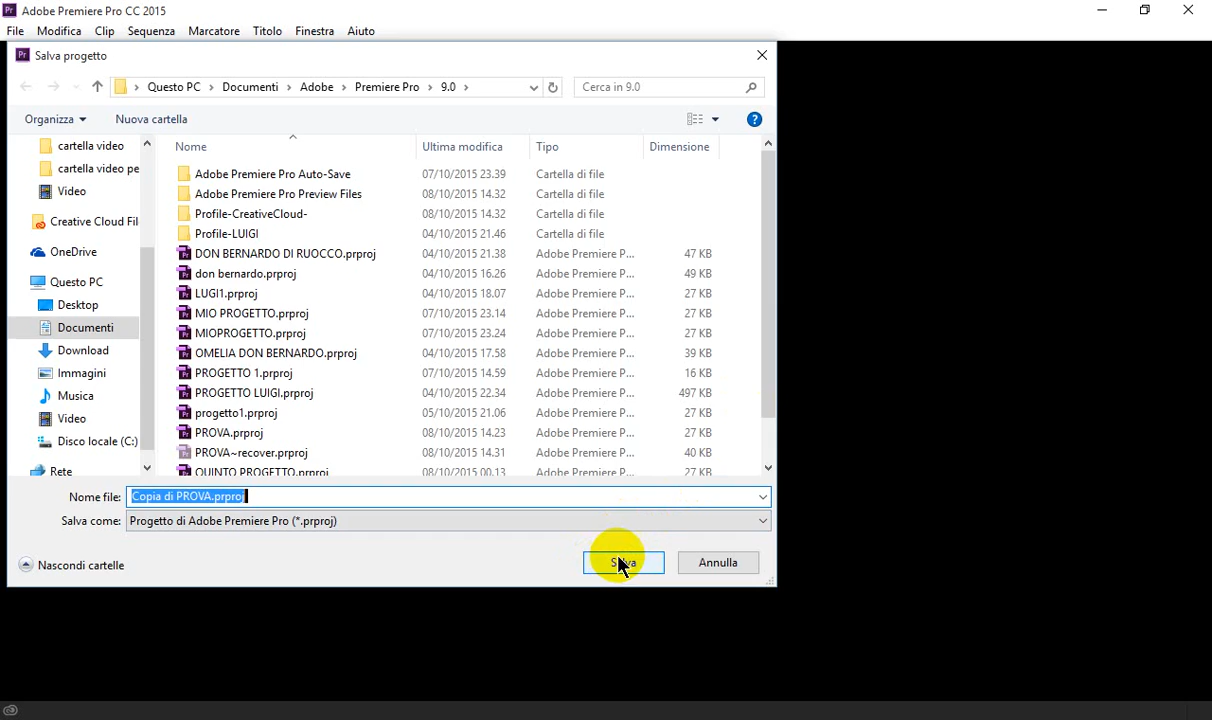 Adobe Premiere Pro CC 2015
File Modifica Clip Sequenza Marcatore Titolo Finestra Aiuto
Salva progetto
Questo PC Documenti Adobe Premiere Pro 9.0
Cerca in 9.0
Organizza Nuova cartella
Nome Ultima modifica Tipo Dimensione
cartella video
cartella video pe
Video
Creative Cloud Fil
OneDrive
Questo PC
Desktop
Documenti
Download
Immagini
Musica
Video
Disco locale (C:)
Rete
Adobe Premiere Pro Auto-Save 07/10/2015 23.39 Cartella di file
Adobe Premiere Pro Preview Files 08/10/2015 14.32 Cartella di file
Profile-CreativeCloud- 08/10/2015 14.32 Cartella di file
Profile-LUIGI 04/10/2015 21.46 Cartella di file
DON BERNARDO DI RUOCCO.prproj 04/10/2015 21.38 Adobe Premiere P... 47 KB
don bernardo.prproj 04/10/2015 16.26 Adobe Premiere P... 49 KB
LUGI1.prproj 04/10/2015 18.07 Adobe Premiere P... 27 KB
MIO PROGETTO.prproj 07/10/2015 23.14 Adobe Premiere P... 27 KB
MIOPROGETTO.prproj 07/10/2015 23.24 Adobe Premiere P... 27 KB
OMELIA DON BERNARDO.prproj 04/10/2015 17.58 Adobe Premiere P... 39 KB
PROGETTO 1.prproj 07/10/2015 14.59 Adobe Premiere P... 16 KB
PROGETTO LUIGI.prproj 04/10/2015 22.34 Adobe Premiere P... 497 KB
progetto1.prproj 05/10/2015 21.06 Adobe Premiere P... 27 KB
PROVA.prproj 08/10/2015 14.23 Adobe Premiere P... 27 KB
PROVA~recover.prproj 08/10/2015 14.31 Adobe Premiere P... 40 KB
QUINTO PROGETTO.prproj 08/10/2015 00.13 Adobe Premiere P... 27 KB
Nome file: Copia di PROVA.prproj
Salva come: Progetto di Adobe Premiere Pro (*.prproj)
Nascondi cartelle
Salva Annulla